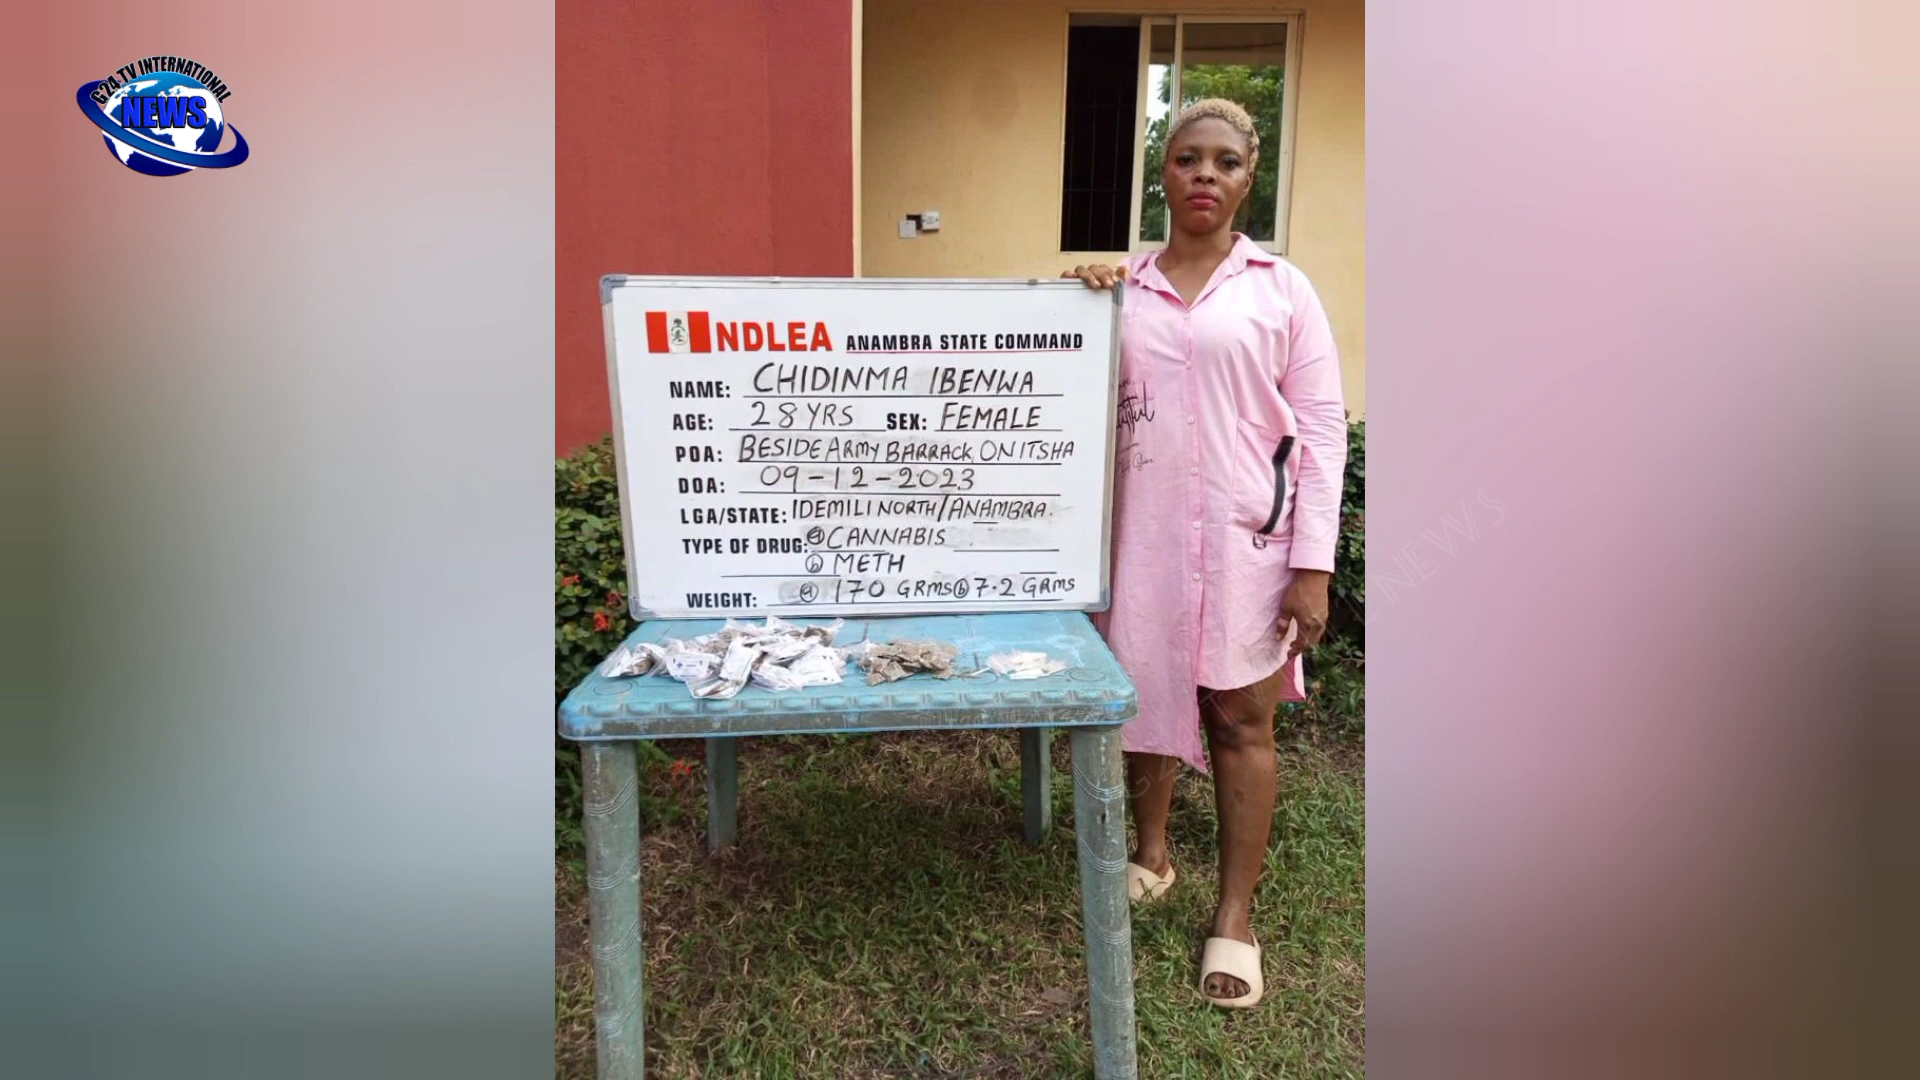 G24 TV INTERNATIONAL
NEWS
NDLEA ANAMBRA STATE COMMAND
NAME: CHIDINMA IBENWA
AGE: 28 YRS SEX: FEMALE
POA: BESIDE ARMY BARRACK, ONITSHA
DOA: 09-12-2023
LGA/STATE: IDEMILI NORTH/ANAMBRA.
TYPE OF DRUG: ⓐ CANNABIS
ⓑ METH
WEIGHT: ⓐ 170 GRMS ⓑ 7.2 GRMS